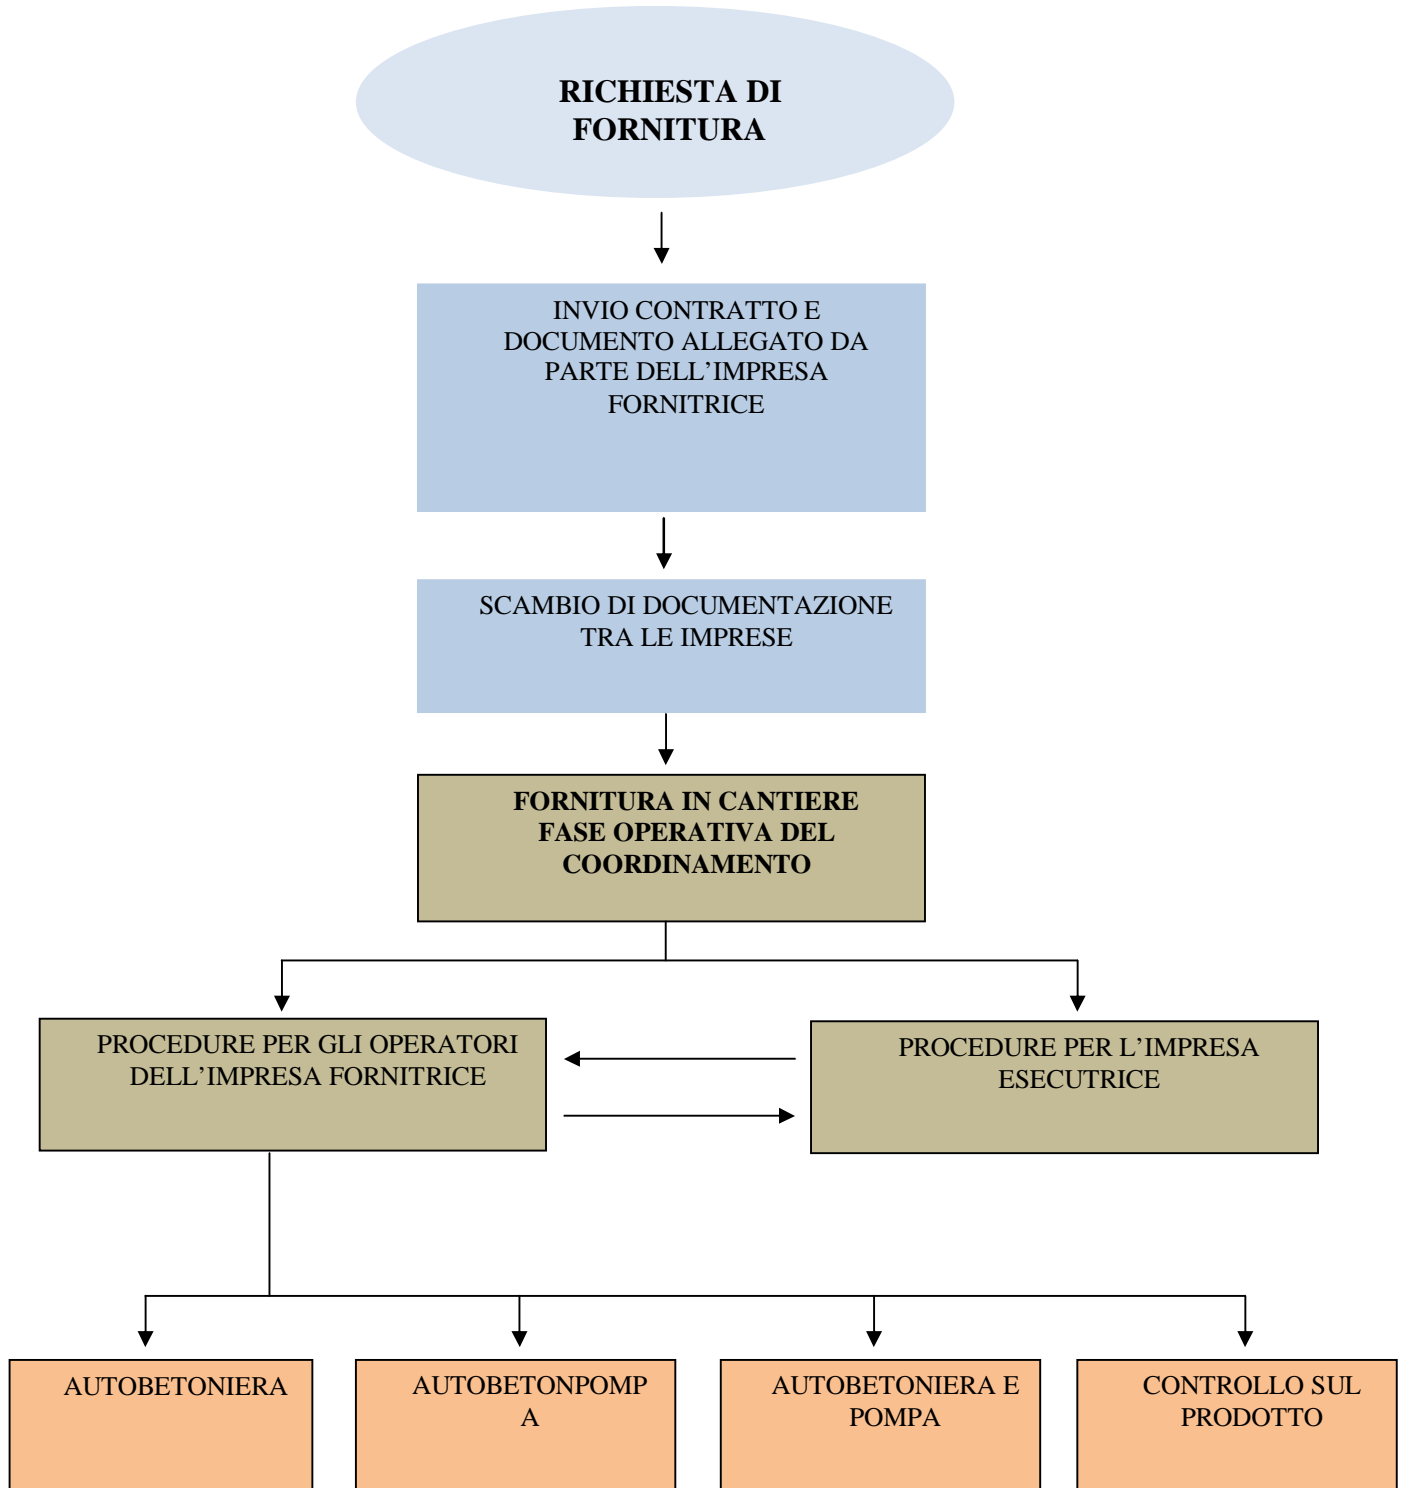 RICHIESTA DI
FORNITURA
INVIO CONTRATTO E
DOCUMENTO ALLEGATO DA
PARTE DELL’IMPRESA
FORNITRICE
SCAMBIO DI DOCUMENTAZIONE
TRA LE IMPRESE
FORNITURA IN CANTIERE
FASE OPERATIVA DEL
COORDINAMENTO
PROCEDURE PER GLI OPERATORI
DELL’IMPRESA FORNITRICE
PROCEDURE PER L’IMPRESA
ESECUTRICE
AUTOBETONIERA
AUTOBETONPOMP
A
AUTOBETONIERA E
POMPA
CONTROLLO SUL
PRODOTTO